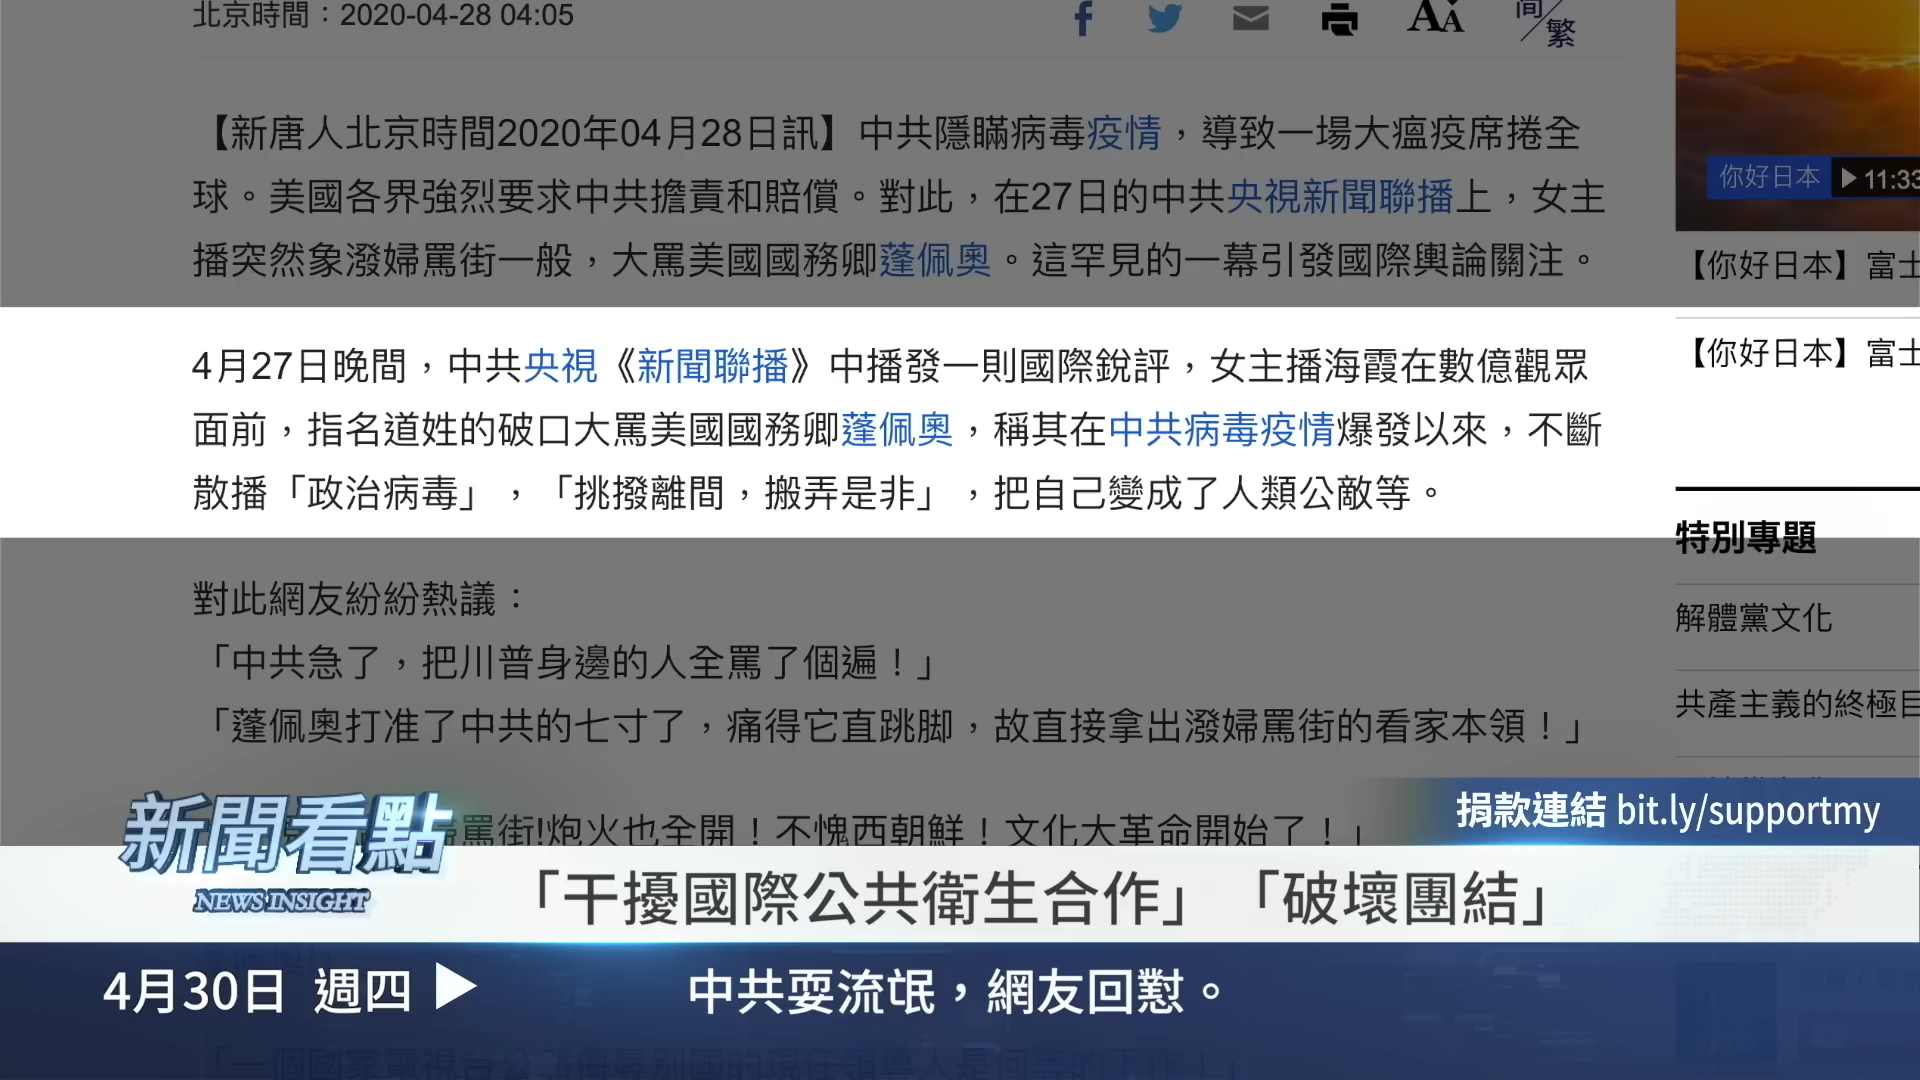 北京時間：2020-04-28 04:05
简繁
【新唐人北京時間2020年04月28日訊】中共隱瞞病毒疫情，導致一場大瘟疫席捲全
球。美國各界強烈要求中共擔責和賠償。對此，在27日的中共央視新聞聯播上，女主
播突然象潑婦罵街一般，大罵美國國務卿蓬佩奧。這罕見的一幕引發國際輿論關注。
4月27日晚間，中共央視《新聞聯播》中播發一則國際銳評，女主播海霞在數億觀眾
面前，指名道姓的破口大罵美國國務卿蓬佩奧，稱其在中共病毒疫情爆發以來，不斷
散播「政治病毒」，「挑撥離間，搬弄是非」，把自己變成了人類公敵等。
對此網友紛紛熱議：
「中共急了，把川普身邊的人全罵了個遍！」
「蓬佩奧打准了中共的七寸了，痛得它直跳脚，故直接拿出潑婦罵街的看家本領！」
罵街!炮火也全開！不愧西朝鮮！文化大革命開始了！」
你好日本 11:33
【你好日本】富士
【你好日本】富士
特別專題
解體黨文化
共產主義的終極目
捐款連結 bit.ly/supportmy
新聞看點
NEWS INSIGHT
「干擾國際公共衛生合作」「破壞團結」
4月30日 週四
中共耍流氓，網友回懟。